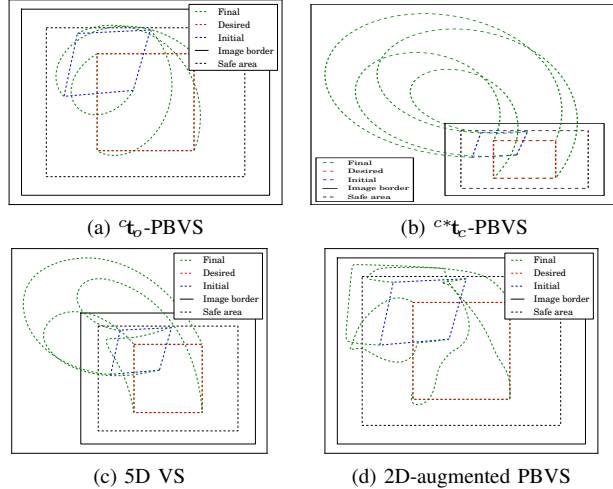 Final
Desired
Initial
Image border
Safe area
(a) ᶜtₒ-PBVS
Final
Desired
Initial
Image border
Safe area
(b) ᶜ*t_c-PBVS
Final
Desired
Initial
Image border
Safe area
(c) 5D VS
Final
Desired
Initial
Image border
Safe area
(d) 2D-augmented PBVS